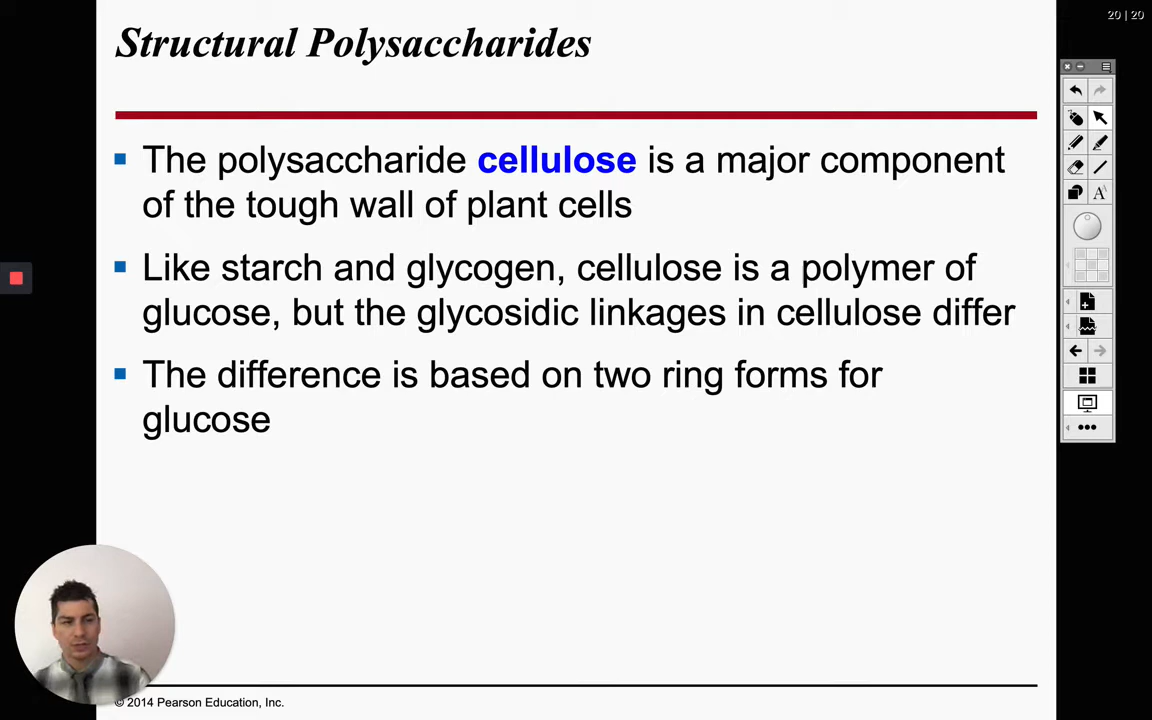 20 | 20
Structural Polysaccharides
The polysaccharide cellulose is a major component
of the tough wall of plant cells
Like starch and glycogen, cellulose is a polymer of
glucose, but the glycosidic linkages in cellulose differ
The difference is based on two ring forms for
glucose
© 2014 Pearson Education, Inc.
A